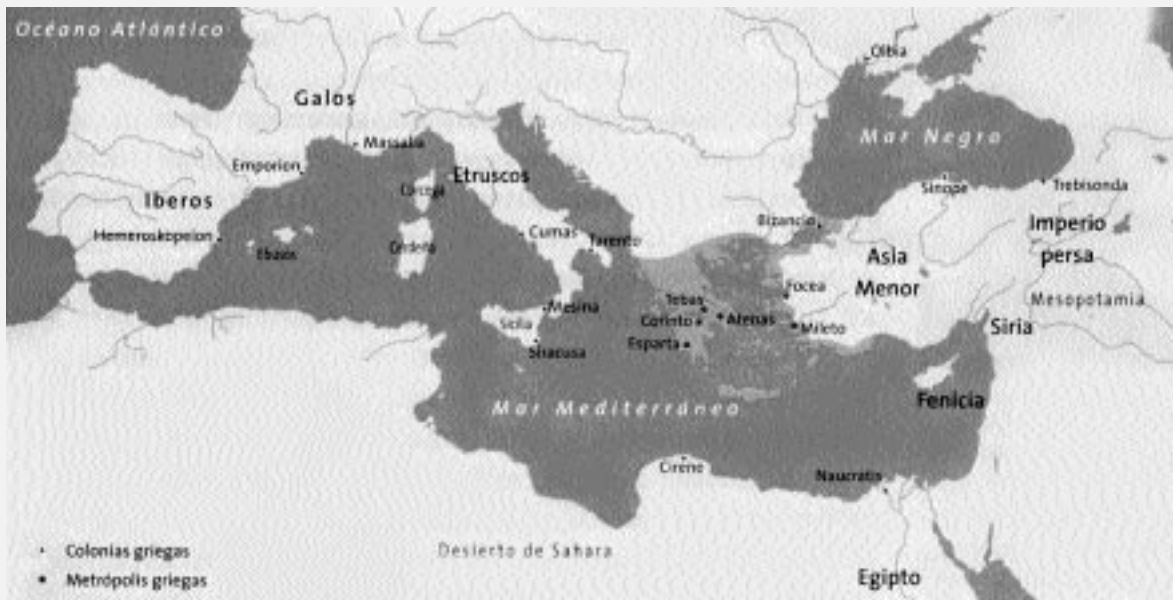 Océano Atlántico
Olbia
Galos
Mar Negro
Massalia
Emporion
Etruscos
Sinope
Trebisonda
Iberos
Córcega
Bizancio
Imperio
persa
Hemeroskopeion
Cumas
Tarento
Cerdeña
Asia
Menor
Focea
Mesopotamia
Tebas
Mesina
Corinto
Atenas
Mileto
Siria
Sicilia
Esparta
Siracusa
Fenicia
Mar Mediterráneo
Cirene
Naucratis
Colonias griegas
Desierto de Sahara
Metrópolis griegas
Egipto